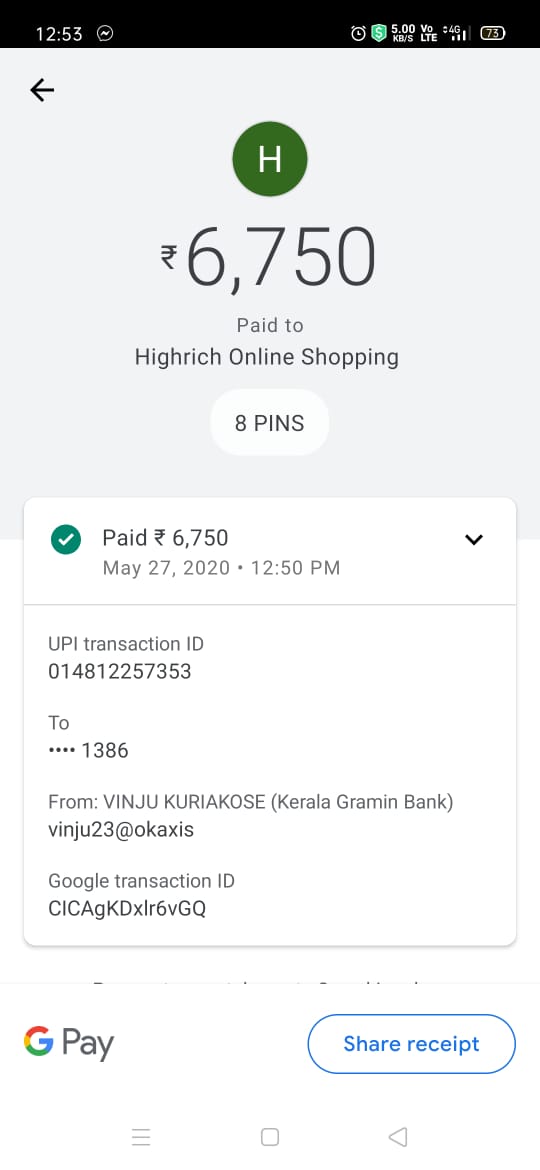 12:53
5.00 KB/S Vo LTE 4G 73
H
₹6,750
Paid to
Highrich Online Shopping
8 PINS
Paid ₹ 6,750
May 27, 2020 • 12:50 PM
UPI transaction ID
014812257353
To
•••• 1386
From: VINJU KURIAKOSE (Kerala Gramin Bank)
vinju23@okaxis
Google transaction ID
CICAgKDxlr6vGQ
G Pay
Share receipt